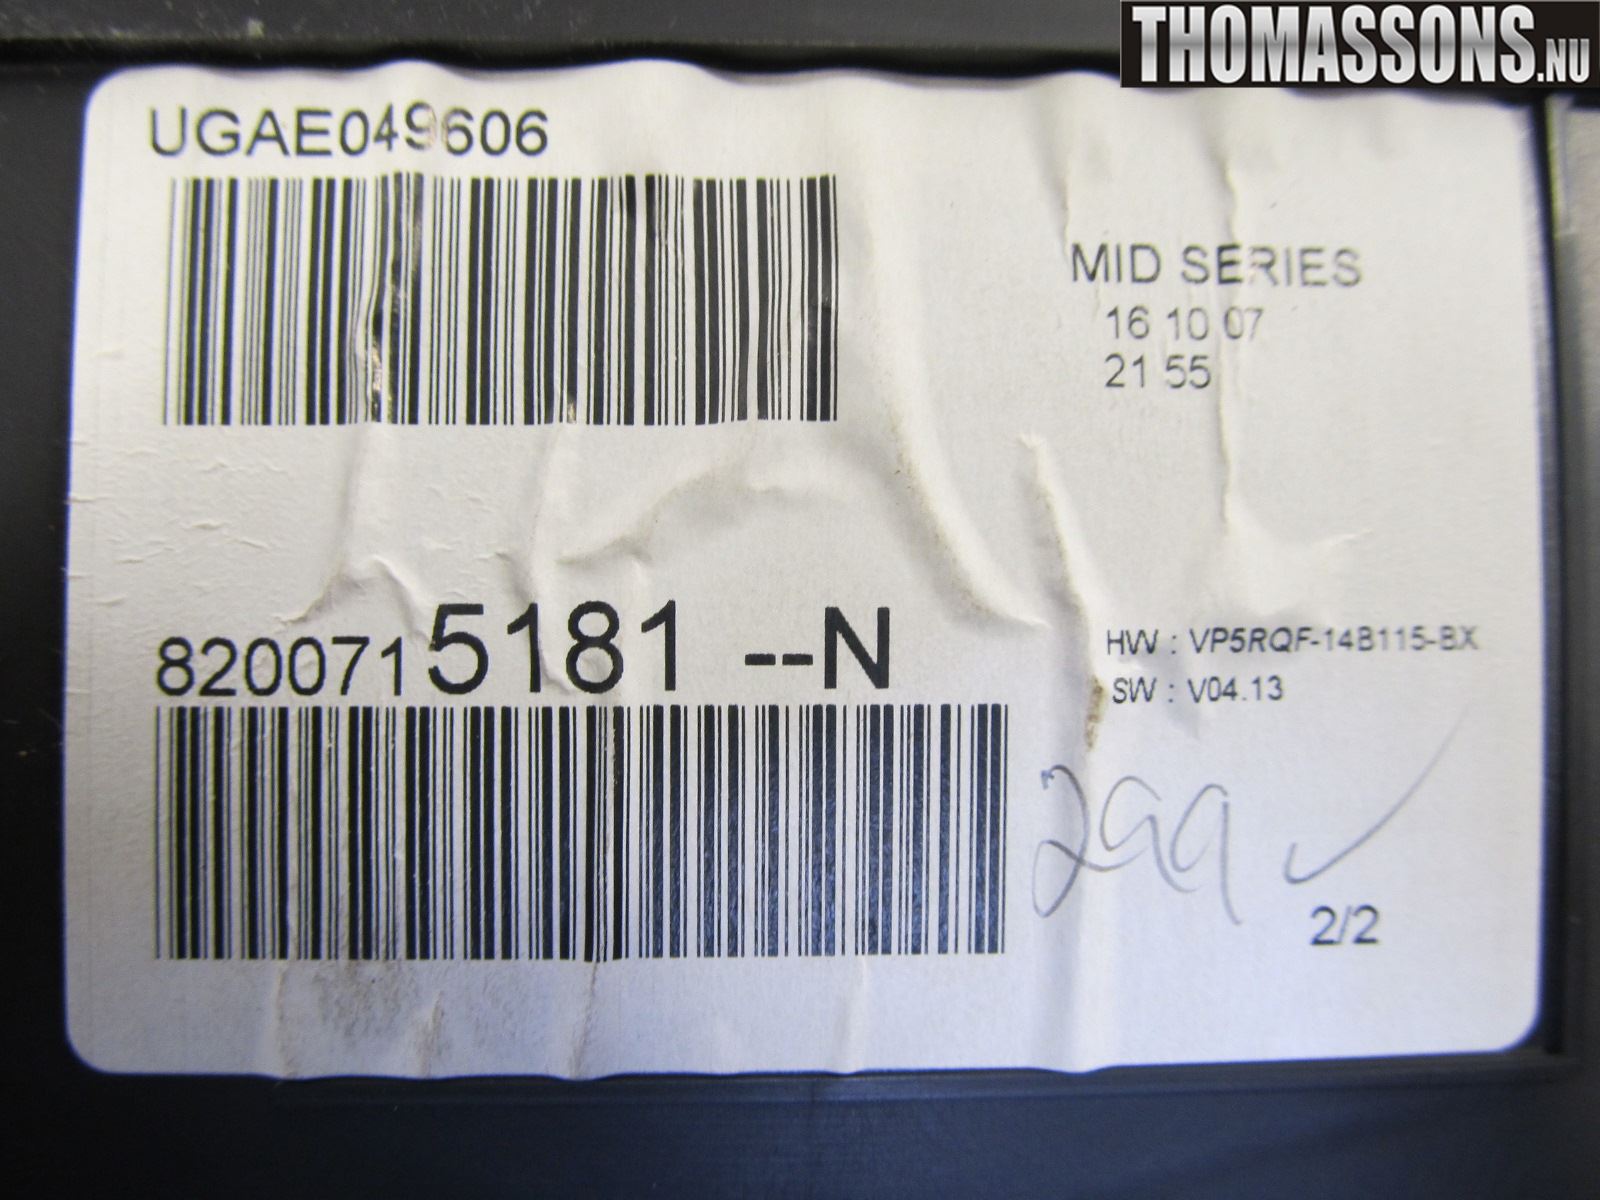 THOMASSONS.NU
UGAE049606
MID SERIES
16 10 07
21 55
8200715181 --N
HW : VP5RQF-14B115-BX
SW : V04.13
299 ✓
2/2